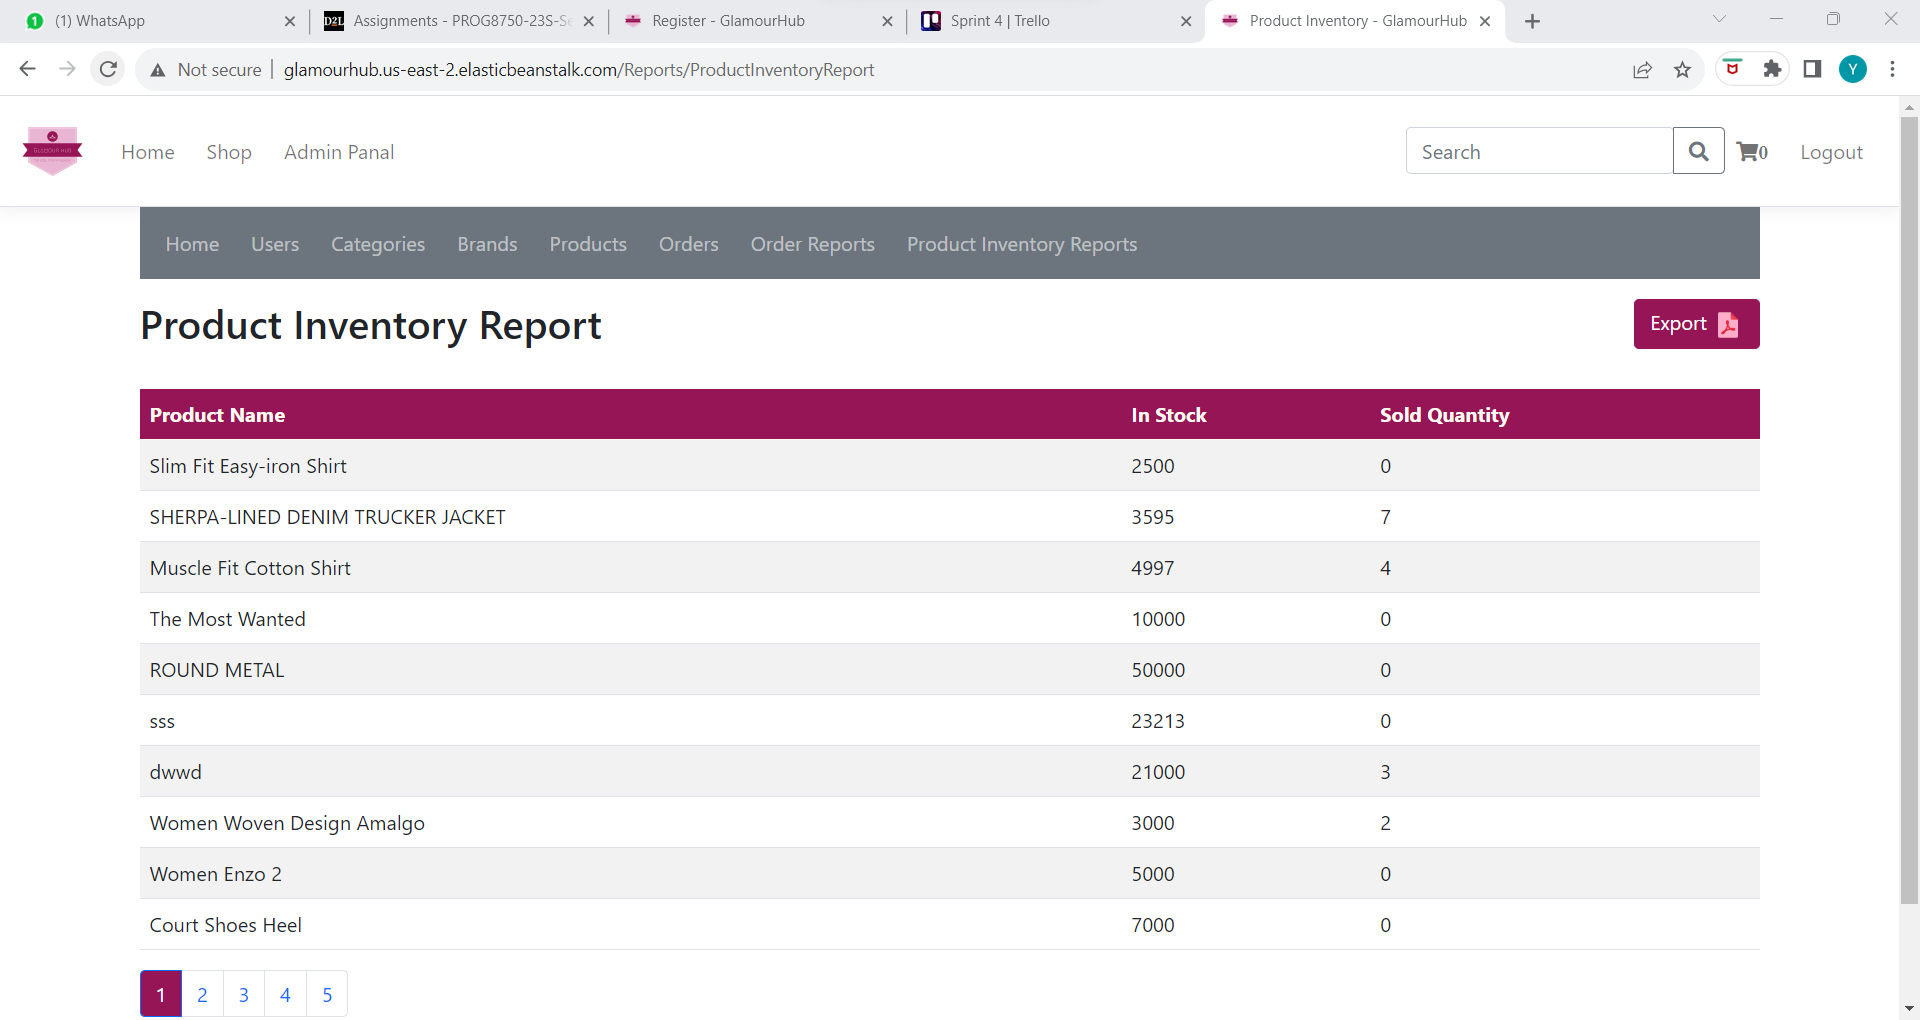 (1) WhatsApp
D2L Assignments - PROG8750-23S-Se
Register - GlamourHub
Sprint 4 | Trello
Product Inventory - GlamourHub
Not secure | glamourhub.us-east-2.elasticbeanstalk.com/Reports/ProductInventoryReport
Y
GLAMOUR HUB
Home Shop Admin Panal
Search
0
Logout
Home Users Categories Brands Products Orders Order Reports Product Inventory Reports
Product Inventory Report
Export
Product Name In Stock Sold Quantity
Slim Fit Easy-iron Shirt 2500 0
SHERPA-LINED DENIM TRUCKER JACKET 3595 7
Muscle Fit Cotton Shirt 4997 4
The Most Wanted 10000 0
ROUND METAL 50000 0
sss 23213 0
dwwd 21000 3
Women Woven Design Amalgo 3000 2
Women Enzo 2 5000 0
Court Shoes Heel 7000 0
1 2 3 4 5